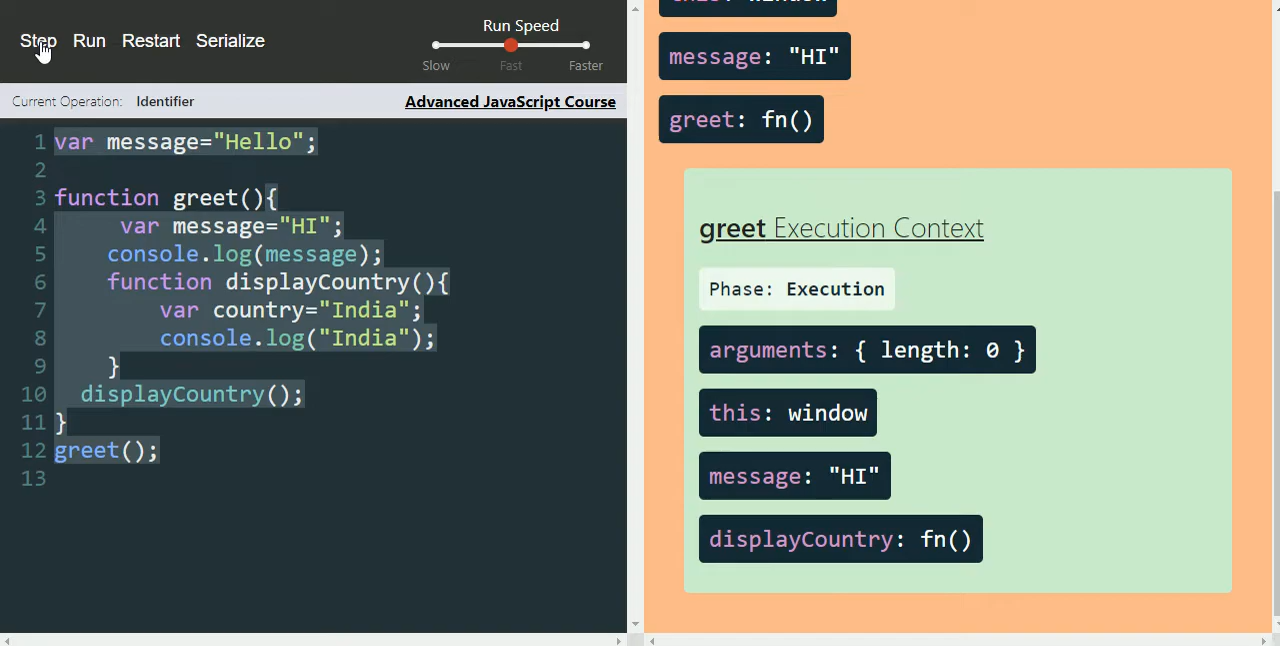 Step Run Restart Serialize
Run Speed
Slow Fast Faster
Current Operation: Identifier
Advanced JavaScript Course
1 var message="Hello";
2
3 function greet(){
4 var message="HI";
5 console.log(message);
6 function displayCountry(){
7 var country="India";
8 console.log("India");
9 }
10 displayCountry();
11 }
12 greet();
13
this: window
message: "HI"
greet: fn()
greet Execution Context
Phase: Execution
arguments: { length: 0 }
this: window
message: "HI"
displayCountry: fn()